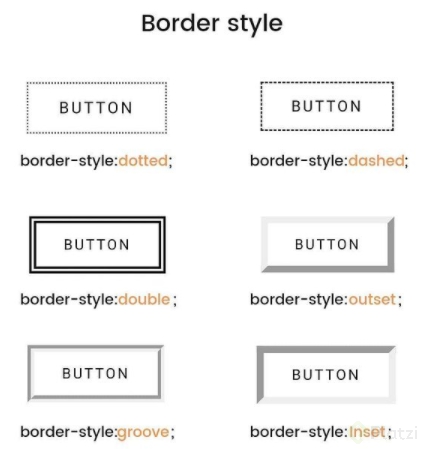 Border style
BUTTON BUTTON
border-style:dotted; border-style:dashed;
BUTTON BUTTON
border-style:double ; border-style:outset ;
BUTTON BUTTON
border-style:groove; border-style:Inset ;